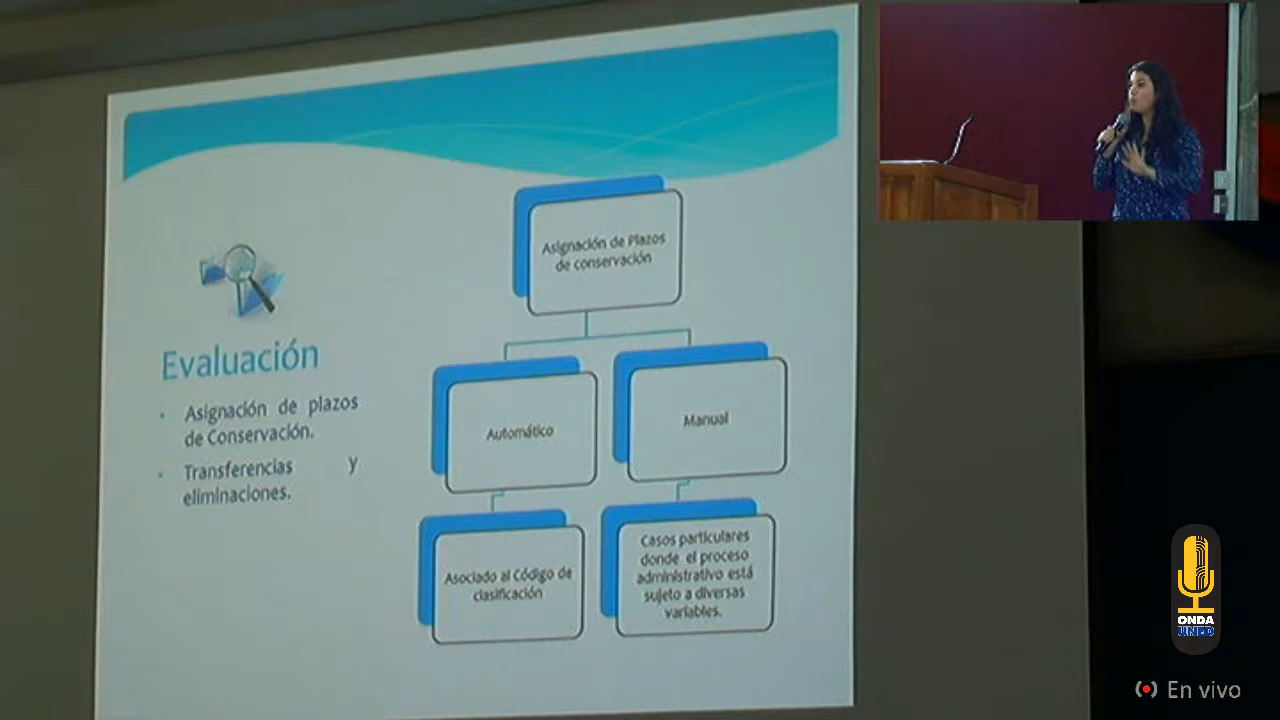 Evaluación
• Asignación de plazos
de Conservación.
• Transferencias y
eliminaciones.
Asignación de Plazos
de conservación
Automático
Manual
Asociado al Código de
clasificación
Casos particulares
donde el proceso
administrativo está
sujeto a diversas
variables.
ONDA
UNED
En vivo